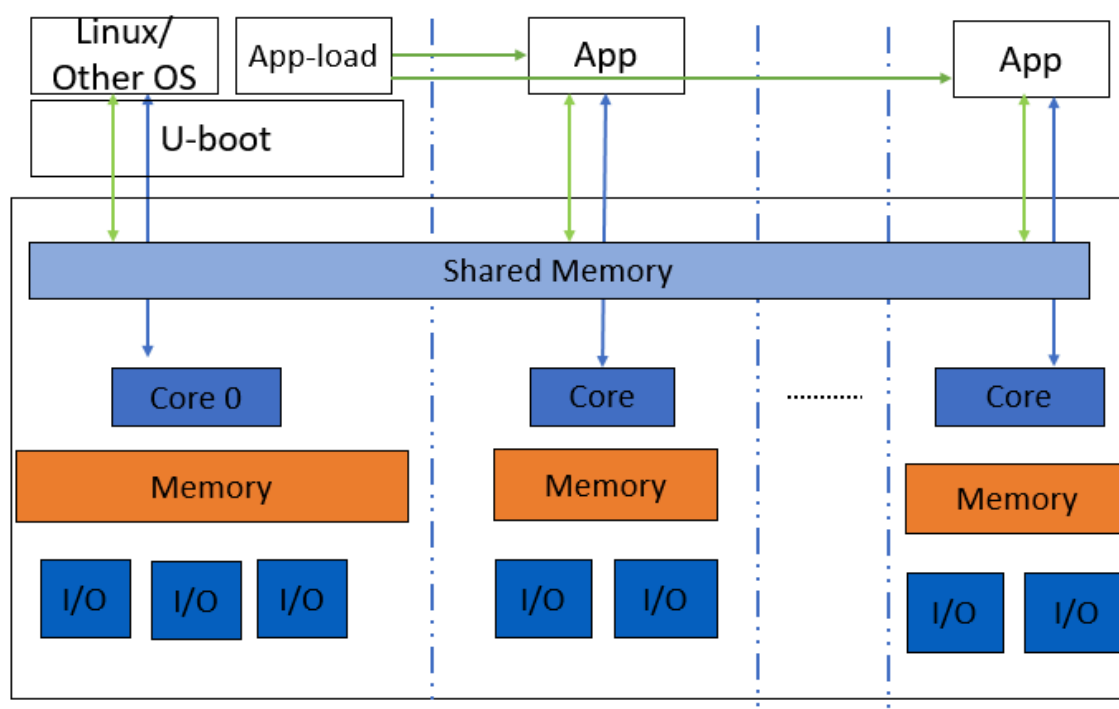 Linux/
Other OS
App-load
App
App
U-boot
Shared Memory
Core 0
Core
Core
Memory
Memory
Memory
I/O
I/O
I/O
I/O
I/O
I/O
I/O